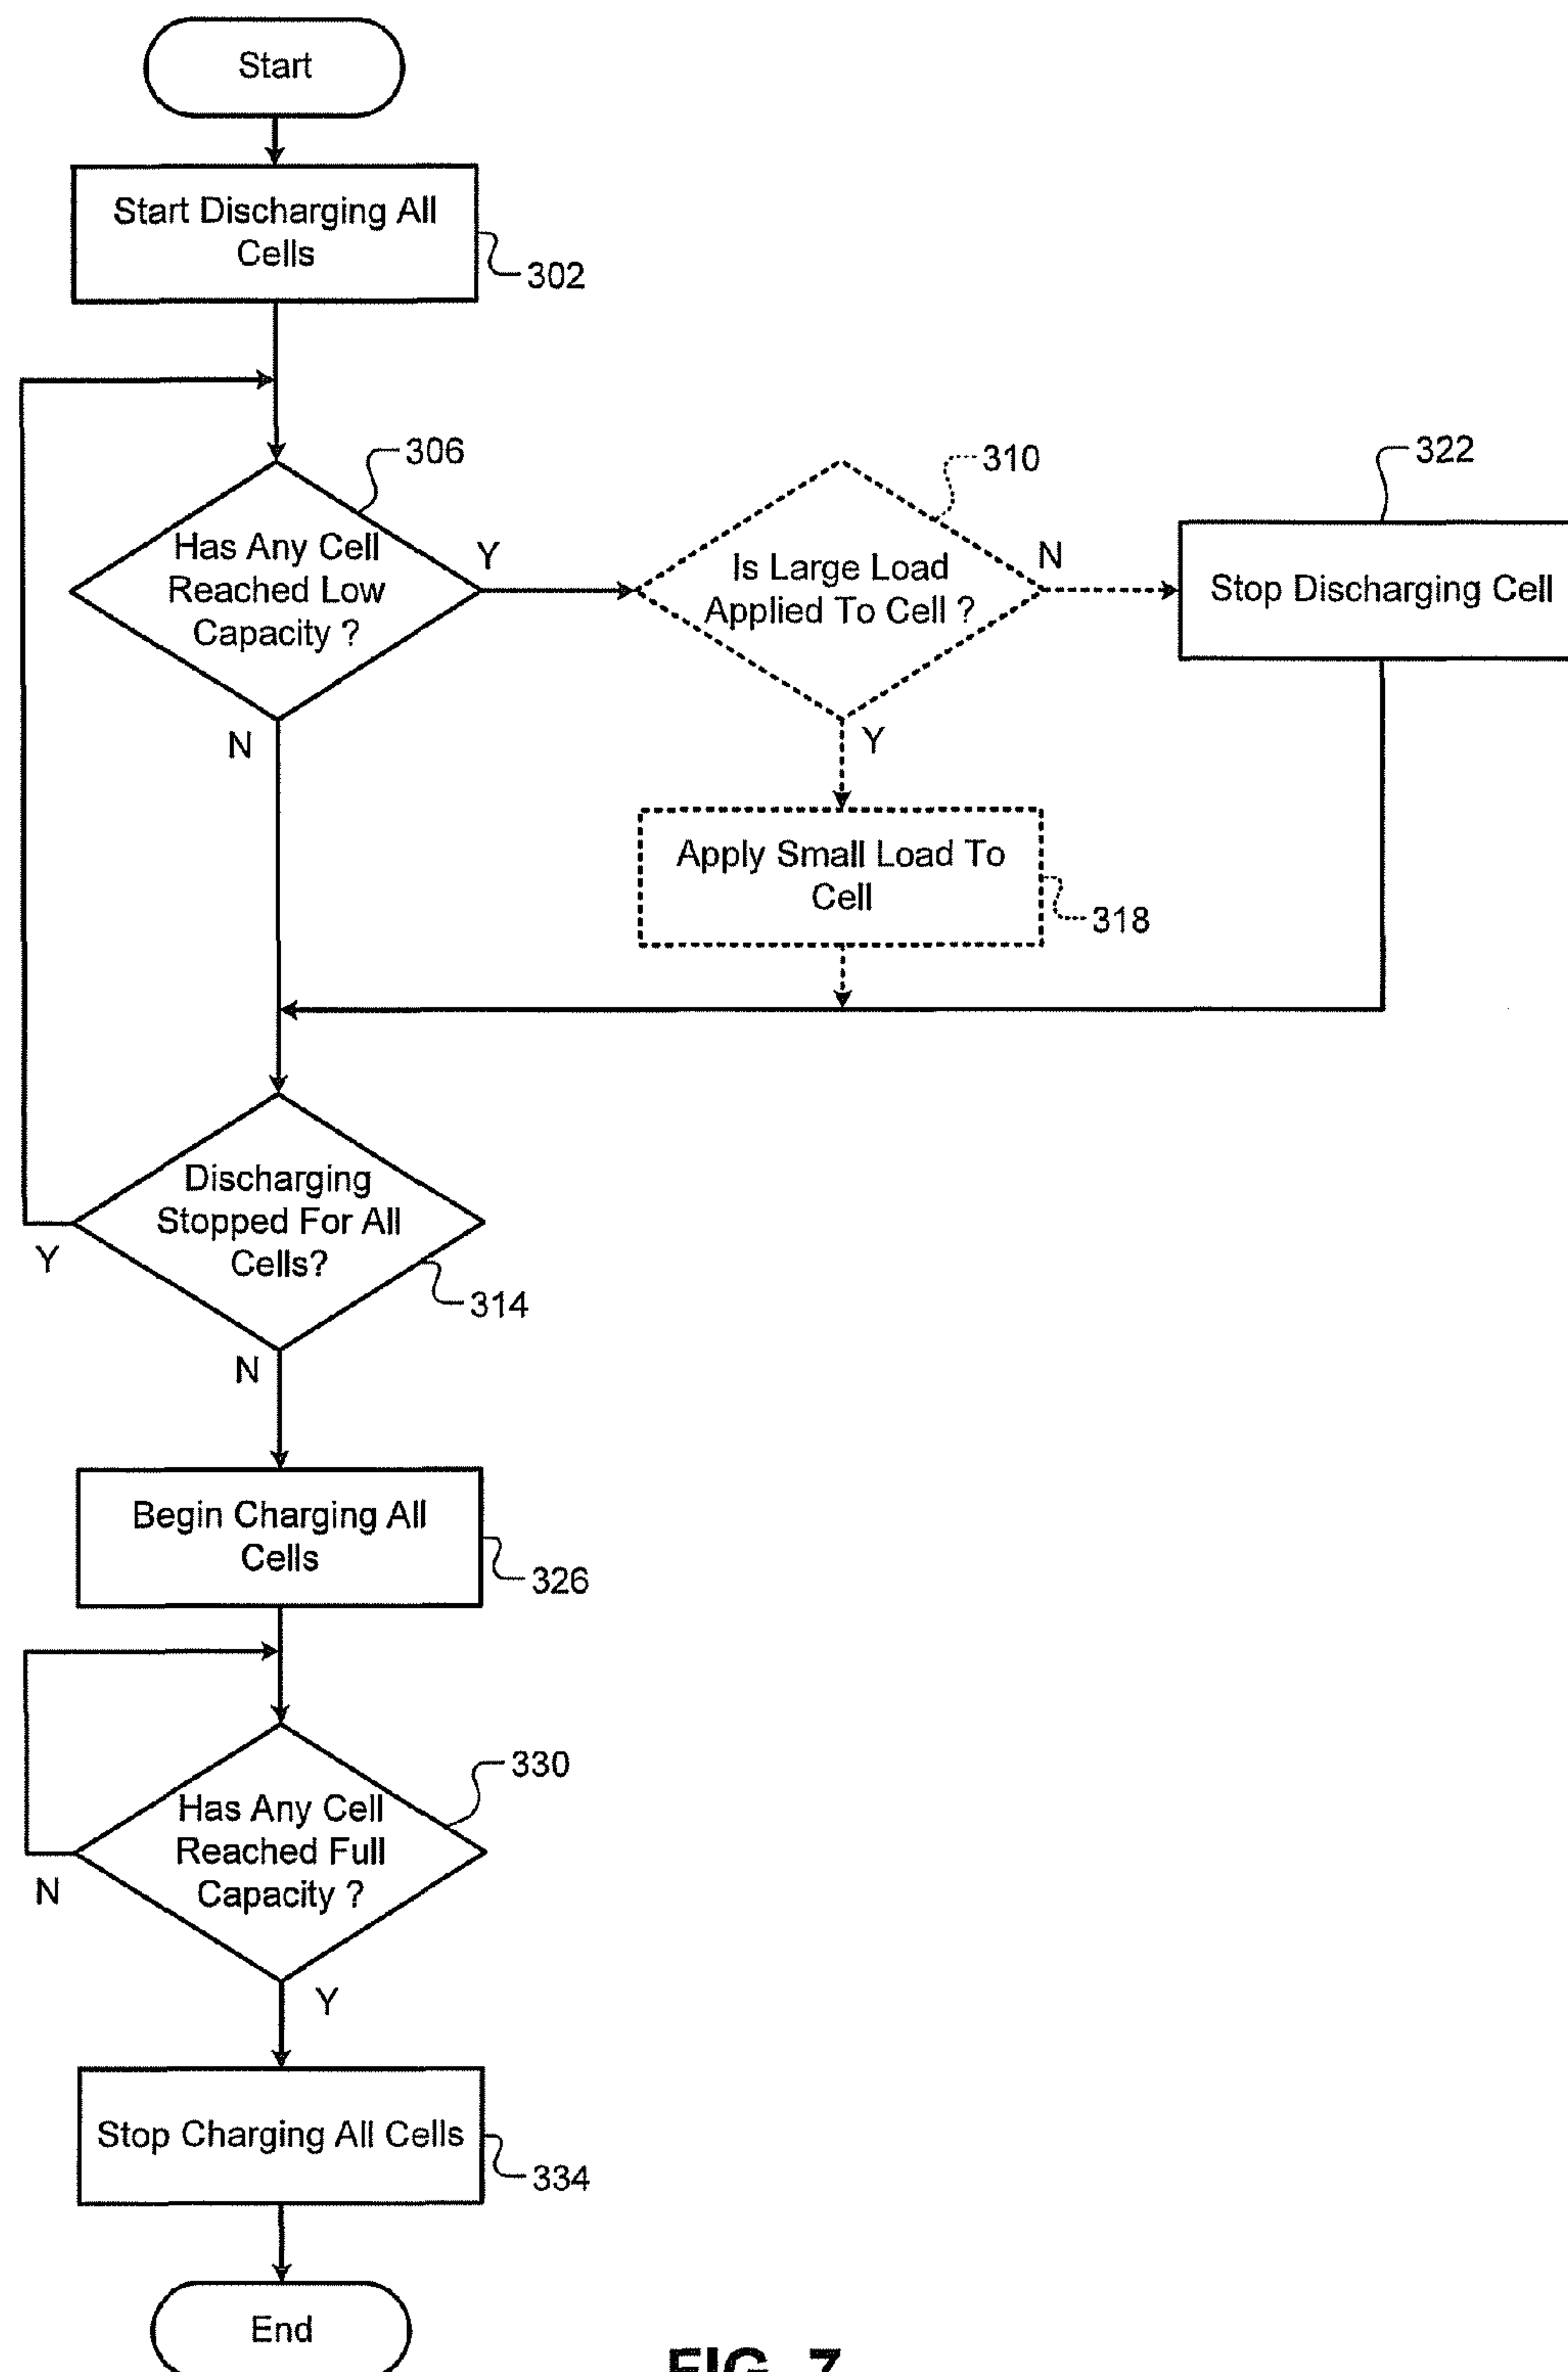 Start
Start Discharging All
Cells
302
306
Has Any Cell
Reached Low
Capacity ?
Y
N
310
Is Large Load
Applied To Cell ?
N
Y
322
Stop Discharging Cell
Apply Small Load To
Cell
318
Discharging
Stopped For All
Cells?
Y
314
N
Begin Charging All
Cells
326
330
Has Any Cell
Reached Full
Capacity ?
N
Y
Stop Charging All Cells
334
End
FIG. 7